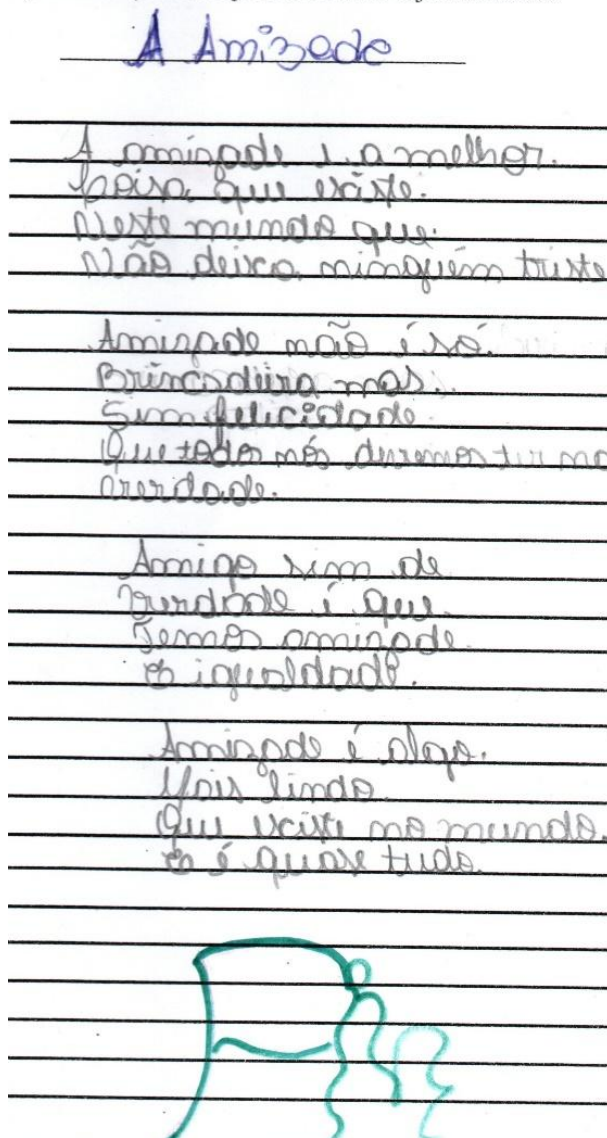 A Amizade
A amizade é a melhor.
Coisa que existe.
Neste mundo que.
Não deixa ninguém triste
Amizade não é só.
Brincadeira mas.
Sim felicidade.
Que todos nós devemos ter na
verdade.
Amigo sim de
Verdade é que
Temos amizade.
E igualdade.
Amizade é algo.
Mais lindo.
Que existe no mundo.
E é quase tudo.